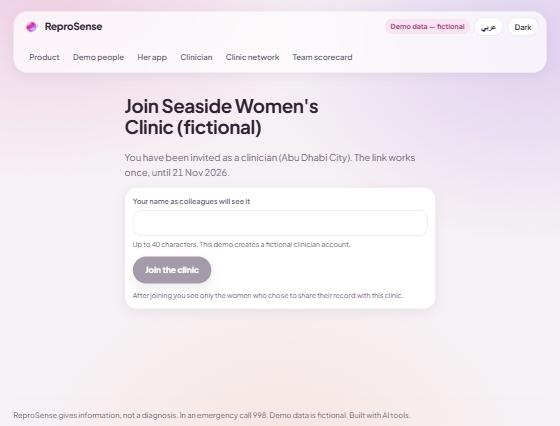 ReproSense
Demo data — fictional
عربي
Dark
Product
Demo people
Her app
Clinician
Clinic network
Team scorecard
Join Seaside Women's
Clinic (fictional)
You have been invited as a clinician (Abu Dhabi City). The link works
once, until 21 Nov 2026.
Your name as colleagues will see it
Up to 40 characters. This demo creates a fictional clinician account.
Join the clinic
After joining you see only the women who chose to share their record with this clinic.
ReproSense gives information, not a diagnosis. In an emergency call 998. Demo data is fictional. Built with AI tools.